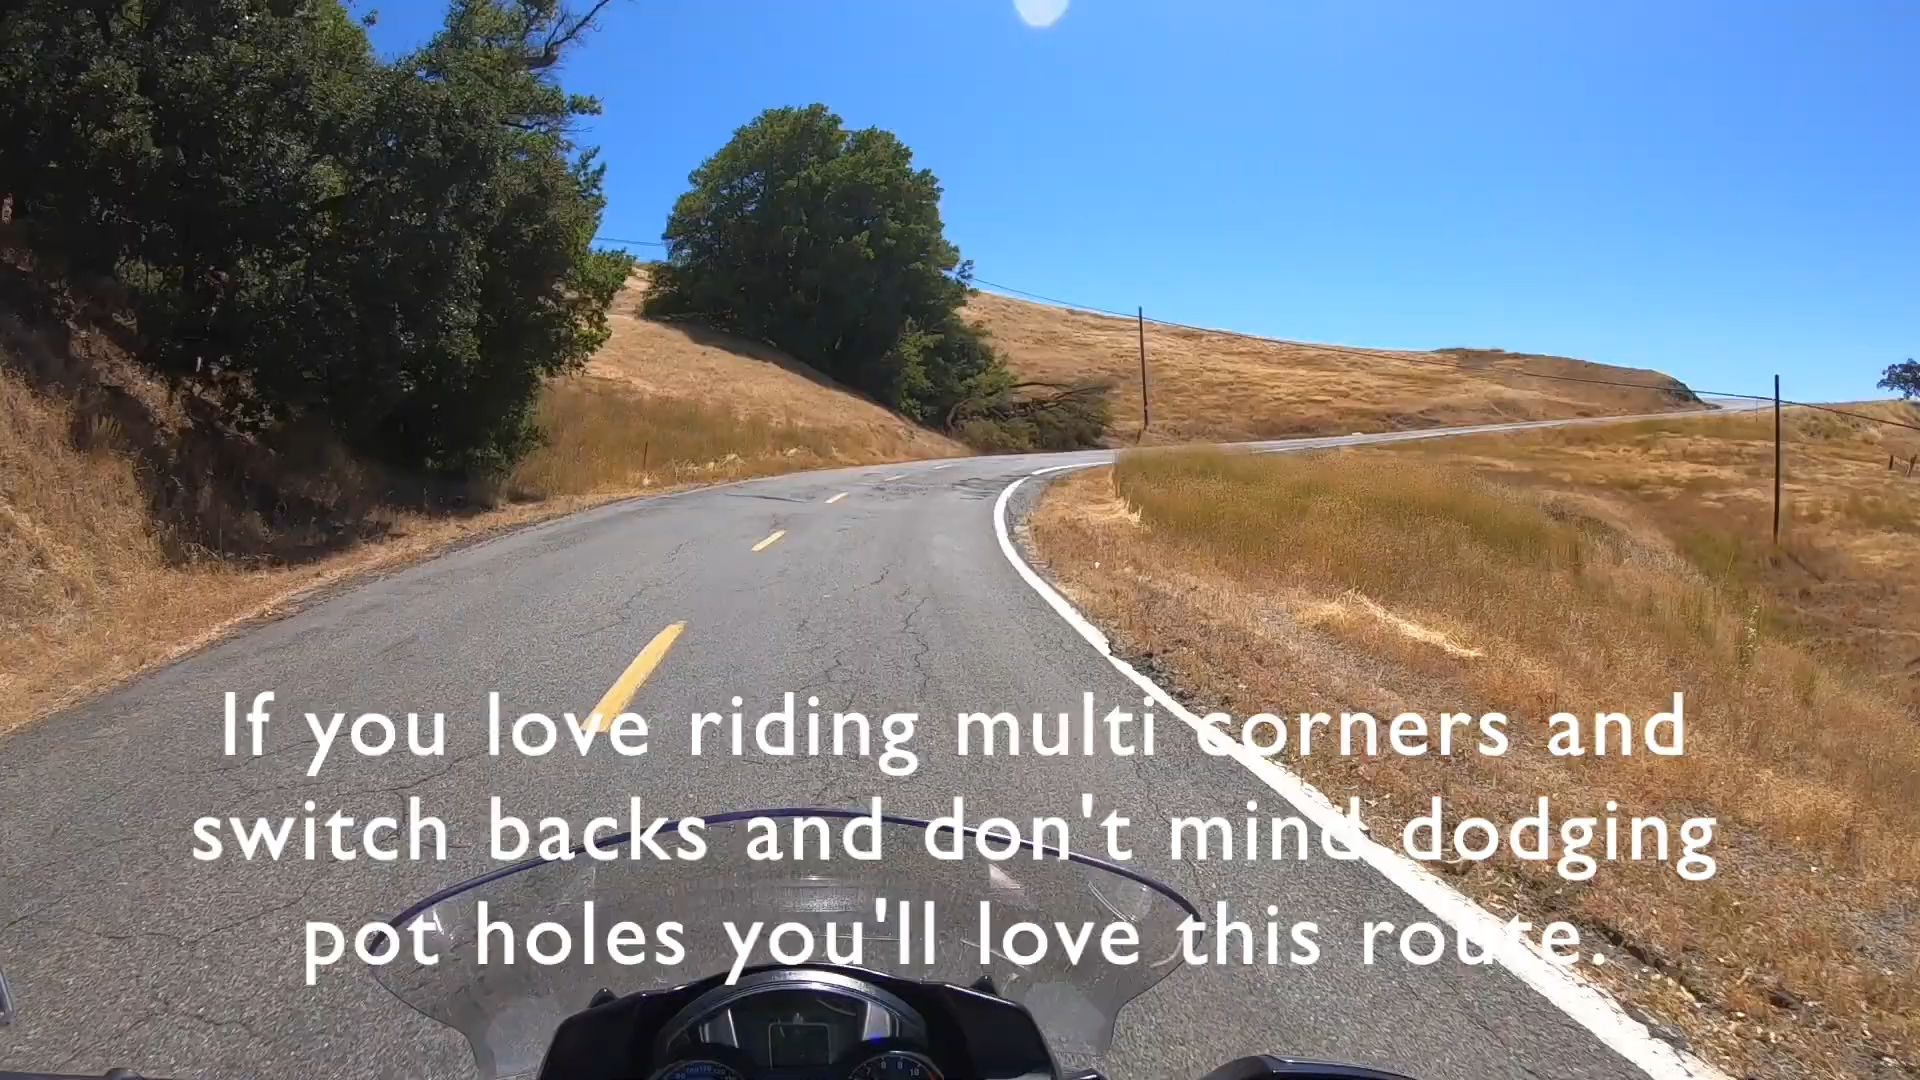 If you love riding multi corners and
switch backs and don't mind dodging
pot holes you'll love this route.